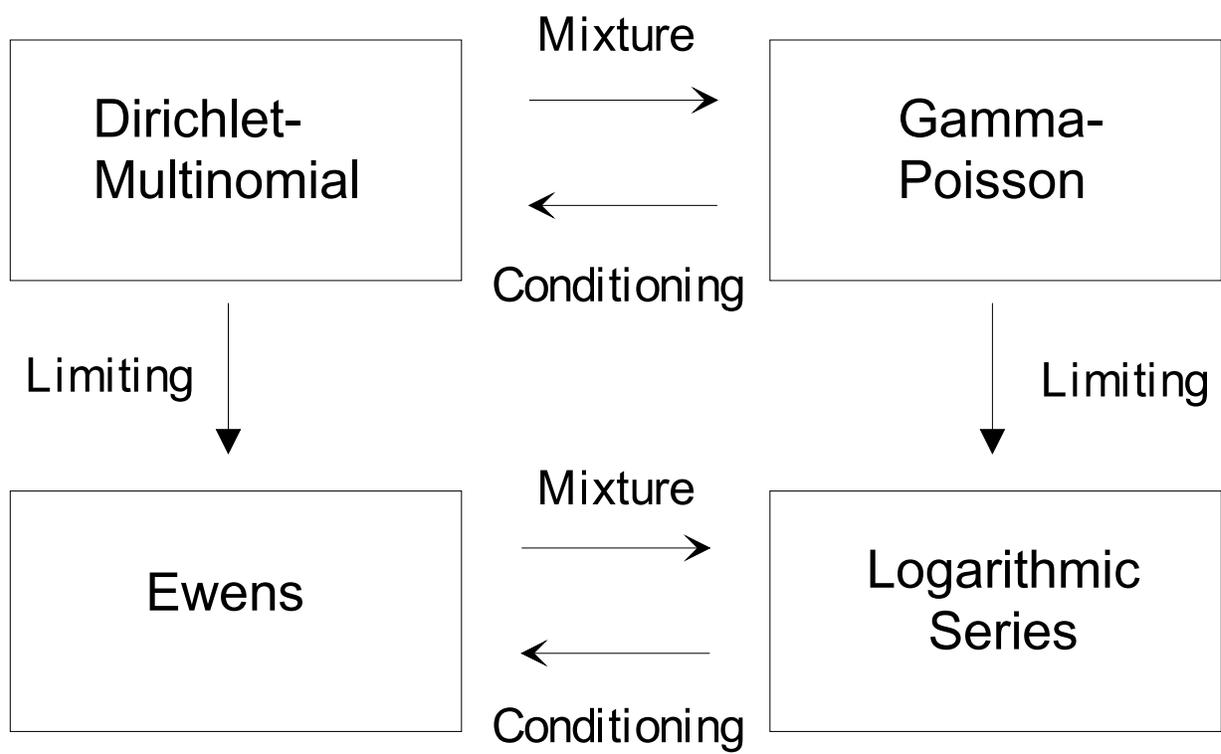 Mixture
Dirichlet-
Multinomial
Gamma-
Poisson
Conditioning
Limiting
Limiting
Mixture
Ewens
Logarithmic
Series
Conditioning